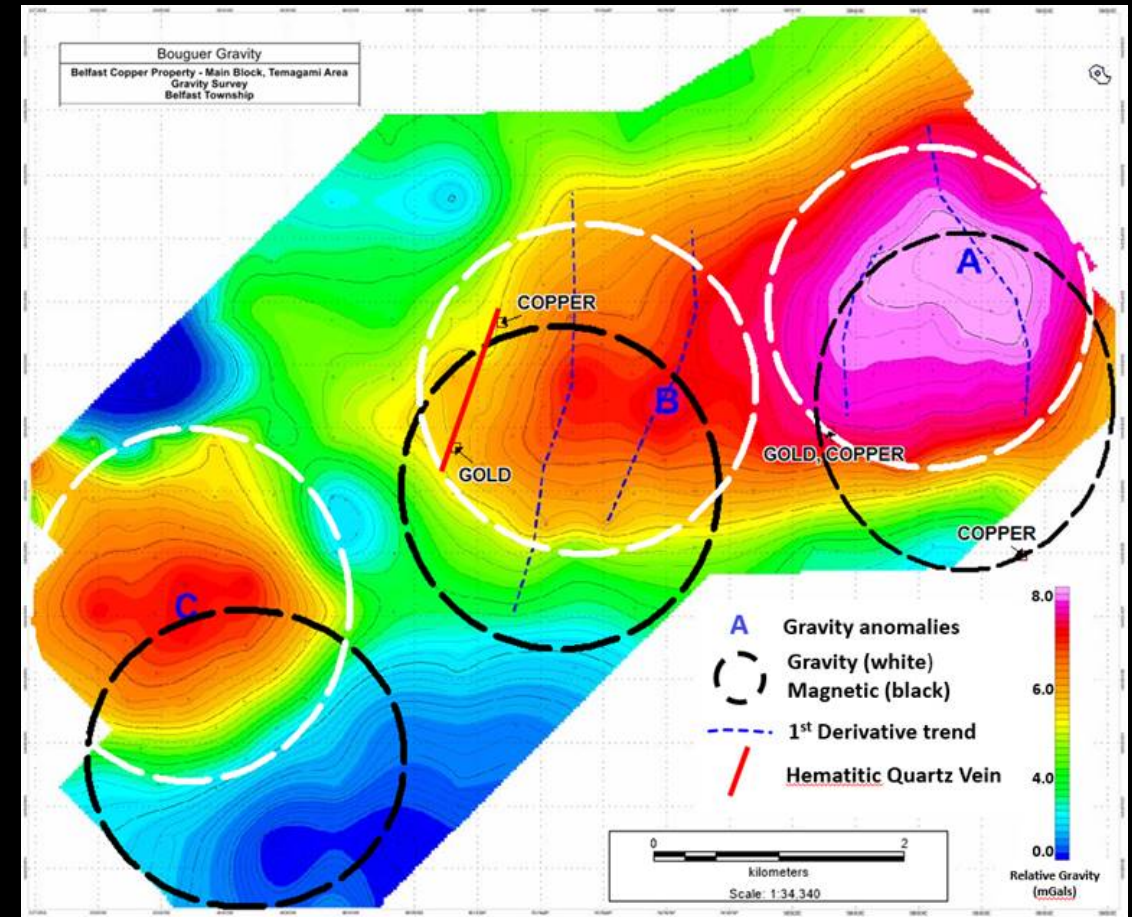 Bouguer Gravity
Belfast Copper Property - Main Block, Temagami Area
Gravity Survey
Belfast Township
A
COPPER
B
GOLD
GOLD, COPPER
COPPER
C
A Gravity anomalies
Gravity (white)
Magnetic (black)
1st Derivative trend
Hematitic Quartz Vein
8.0
6.0
4.0
0.0
Relative Gravity
(mGals)
0 2
kilometers
Scale: 1:34,340